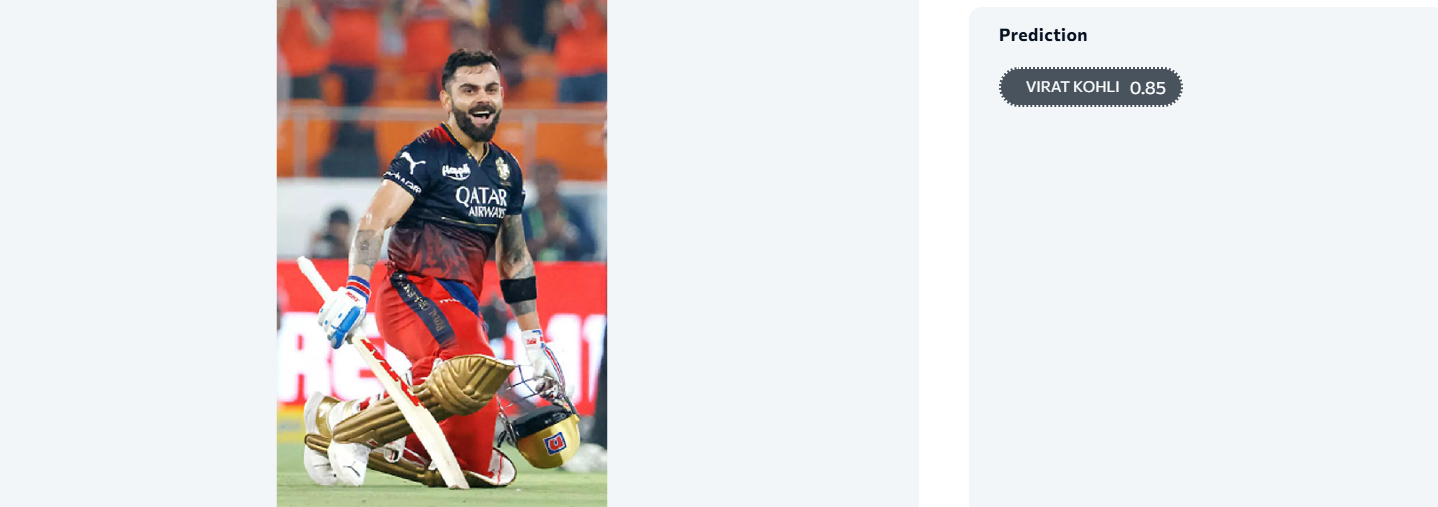 Prediction
VIRAT KOHLI 0.85
QATAR
AIRWAYS